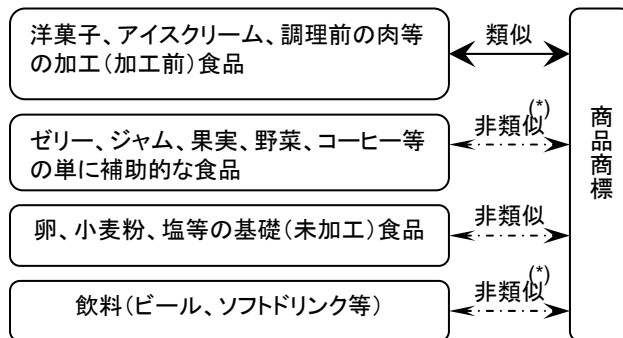 洋菓子、アイスクリーム、調理前の肉等
の加工（加工前）食品
類似
ゼリー、ジャム、果実、野菜、コーヒー等
の単に補助的な食品
非類似(*)
卵、小麦粉、塩等の基礎（未加工）食品
非類似
飲料（ビール、ソフトドリンク等）
非類似(*)
商品商標